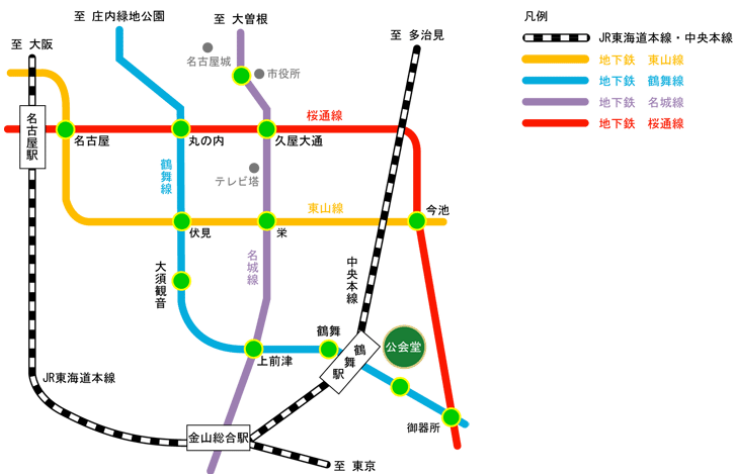 至 庄内緑地公園
至 大曽根
至 大阪
至 多治見
名古屋城
市役所
名古屋駅
名古屋
丸の内
久屋大通
桜通線
鶴舞線
テレビ塔
東山線
今池
伏見
栄
名城線
大須観音
中央本線
鶴舞
上前津
鶴舞駅
公会堂
JR東海道本線
御器所
金山総合駅
至 東京
凡例
JR東海道本線・中央本線
地下鉄 東山線
地下鉄 鶴舞線
地下鉄 名城線
地下鉄 桜通線